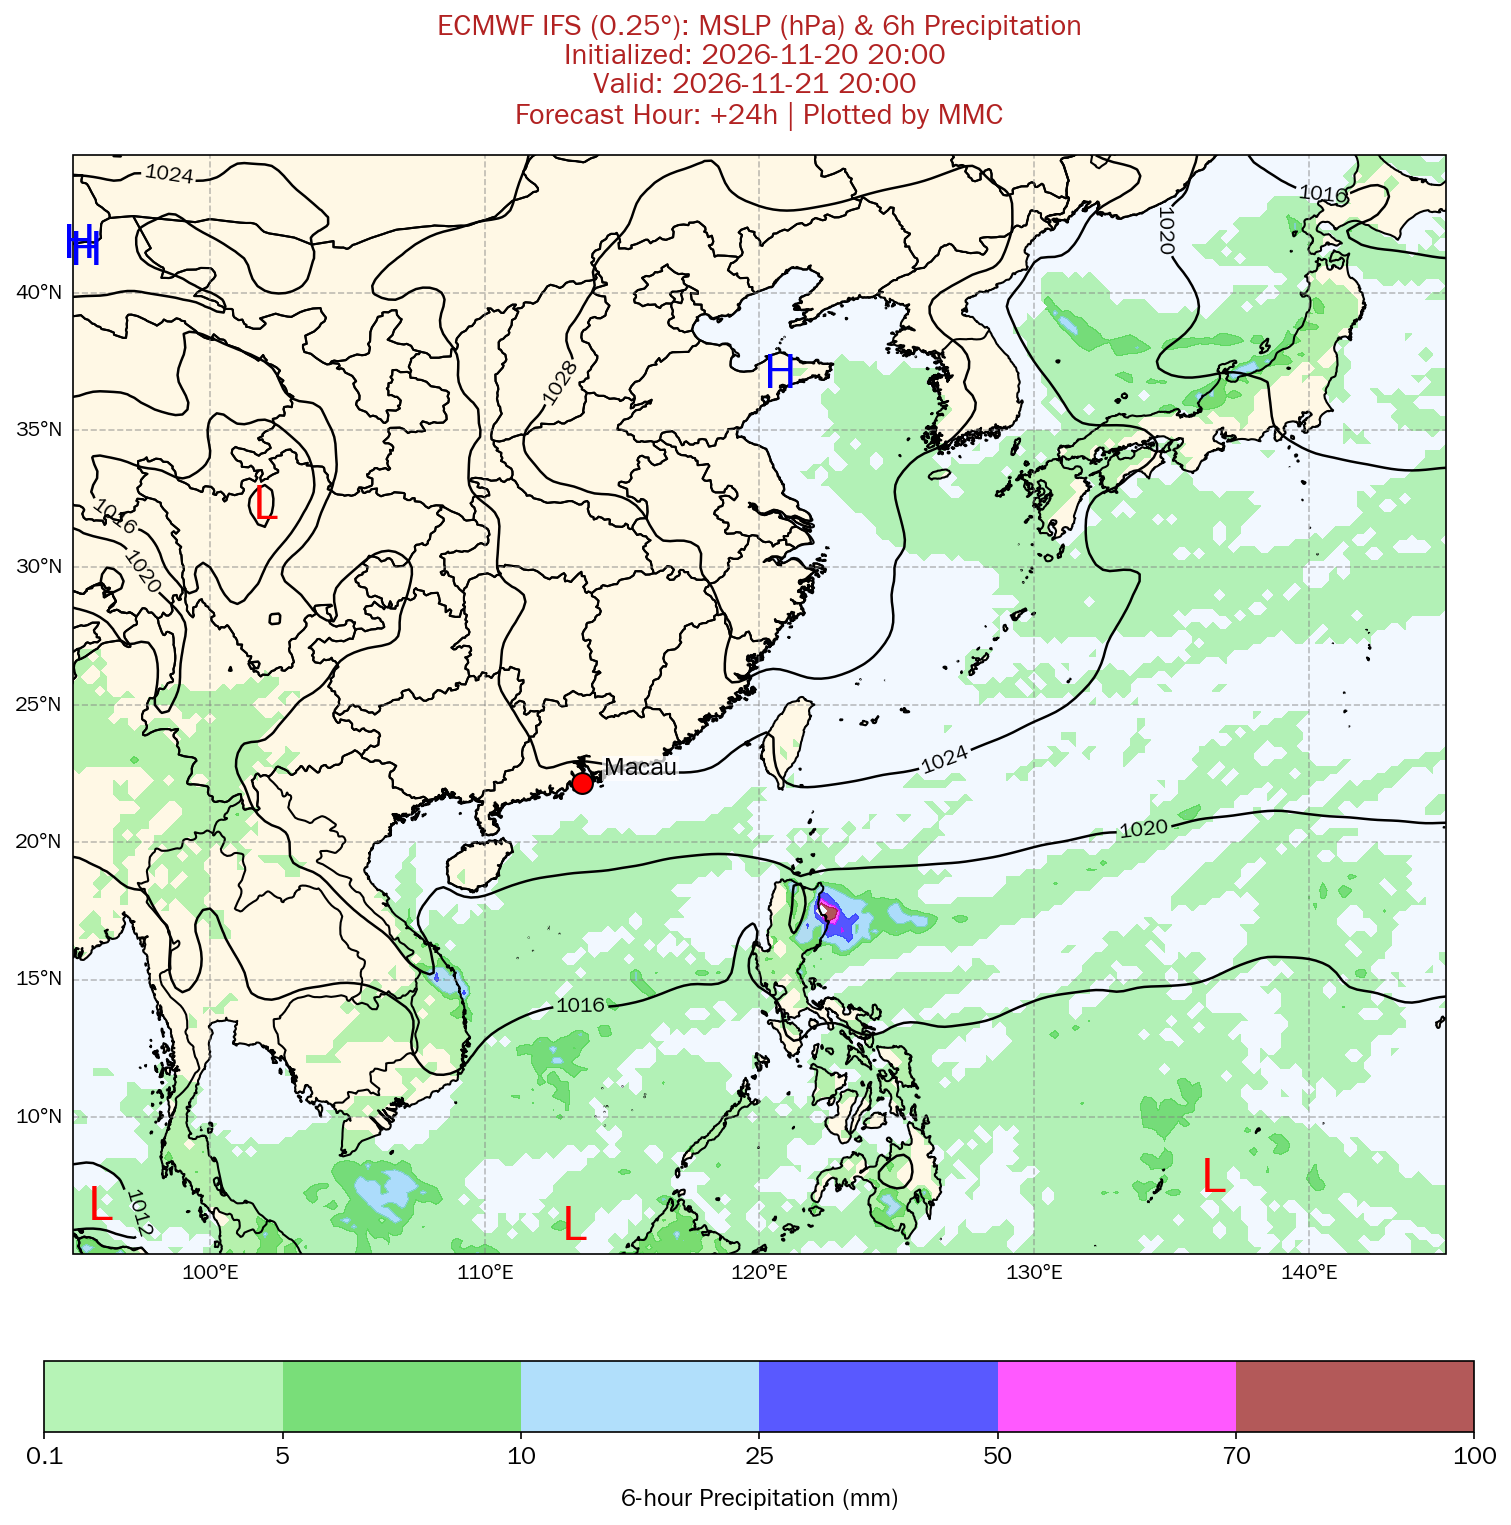 ECMWF IFS (0.25°): MSLP (hPa) & 6h Precipitation
Initialized: 2026-11-20 20:00
Valid: 2026-11-21 20:00
Forecast Hour: +24h | Plotted by MMC
1024
1016
1020
H
H
40°N
H
1028
35°N
L
1016
1020
30°N
25°N
1024
Macau
20°N
1020
15°N
1016
10°N
L
L
L
1012
100°E 110°E 120°E 130°E 140°E
0.1 5 10 25 50 70 100
6-hour Precipitation (mm)